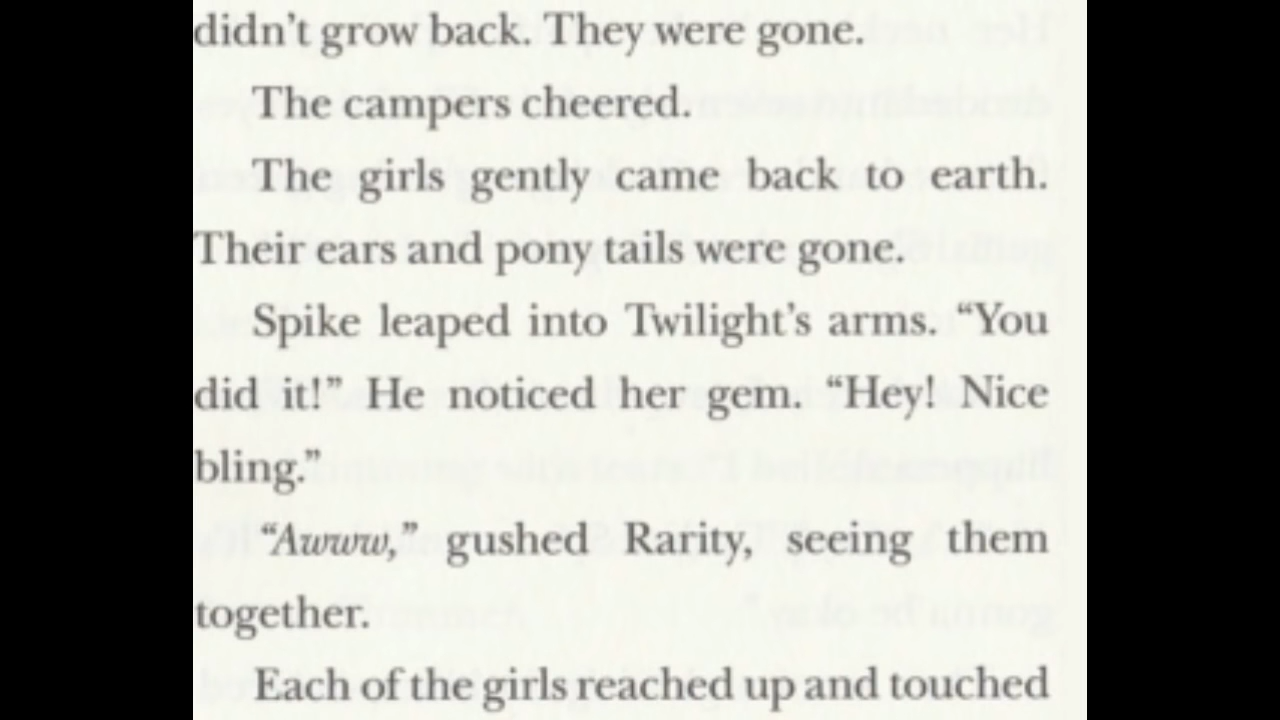 didn't grow back. They were gone.
The campers cheered.
The girls gently came back to earth.
Their ears and pony tails were gone.
Spike leaped into Twilight's arms. “You
did it!” He noticed her gem. “Hey! Nice
bling.”
“Awww,” gushed Rarity, seeing them
together.
Each of the girls reached up and touched